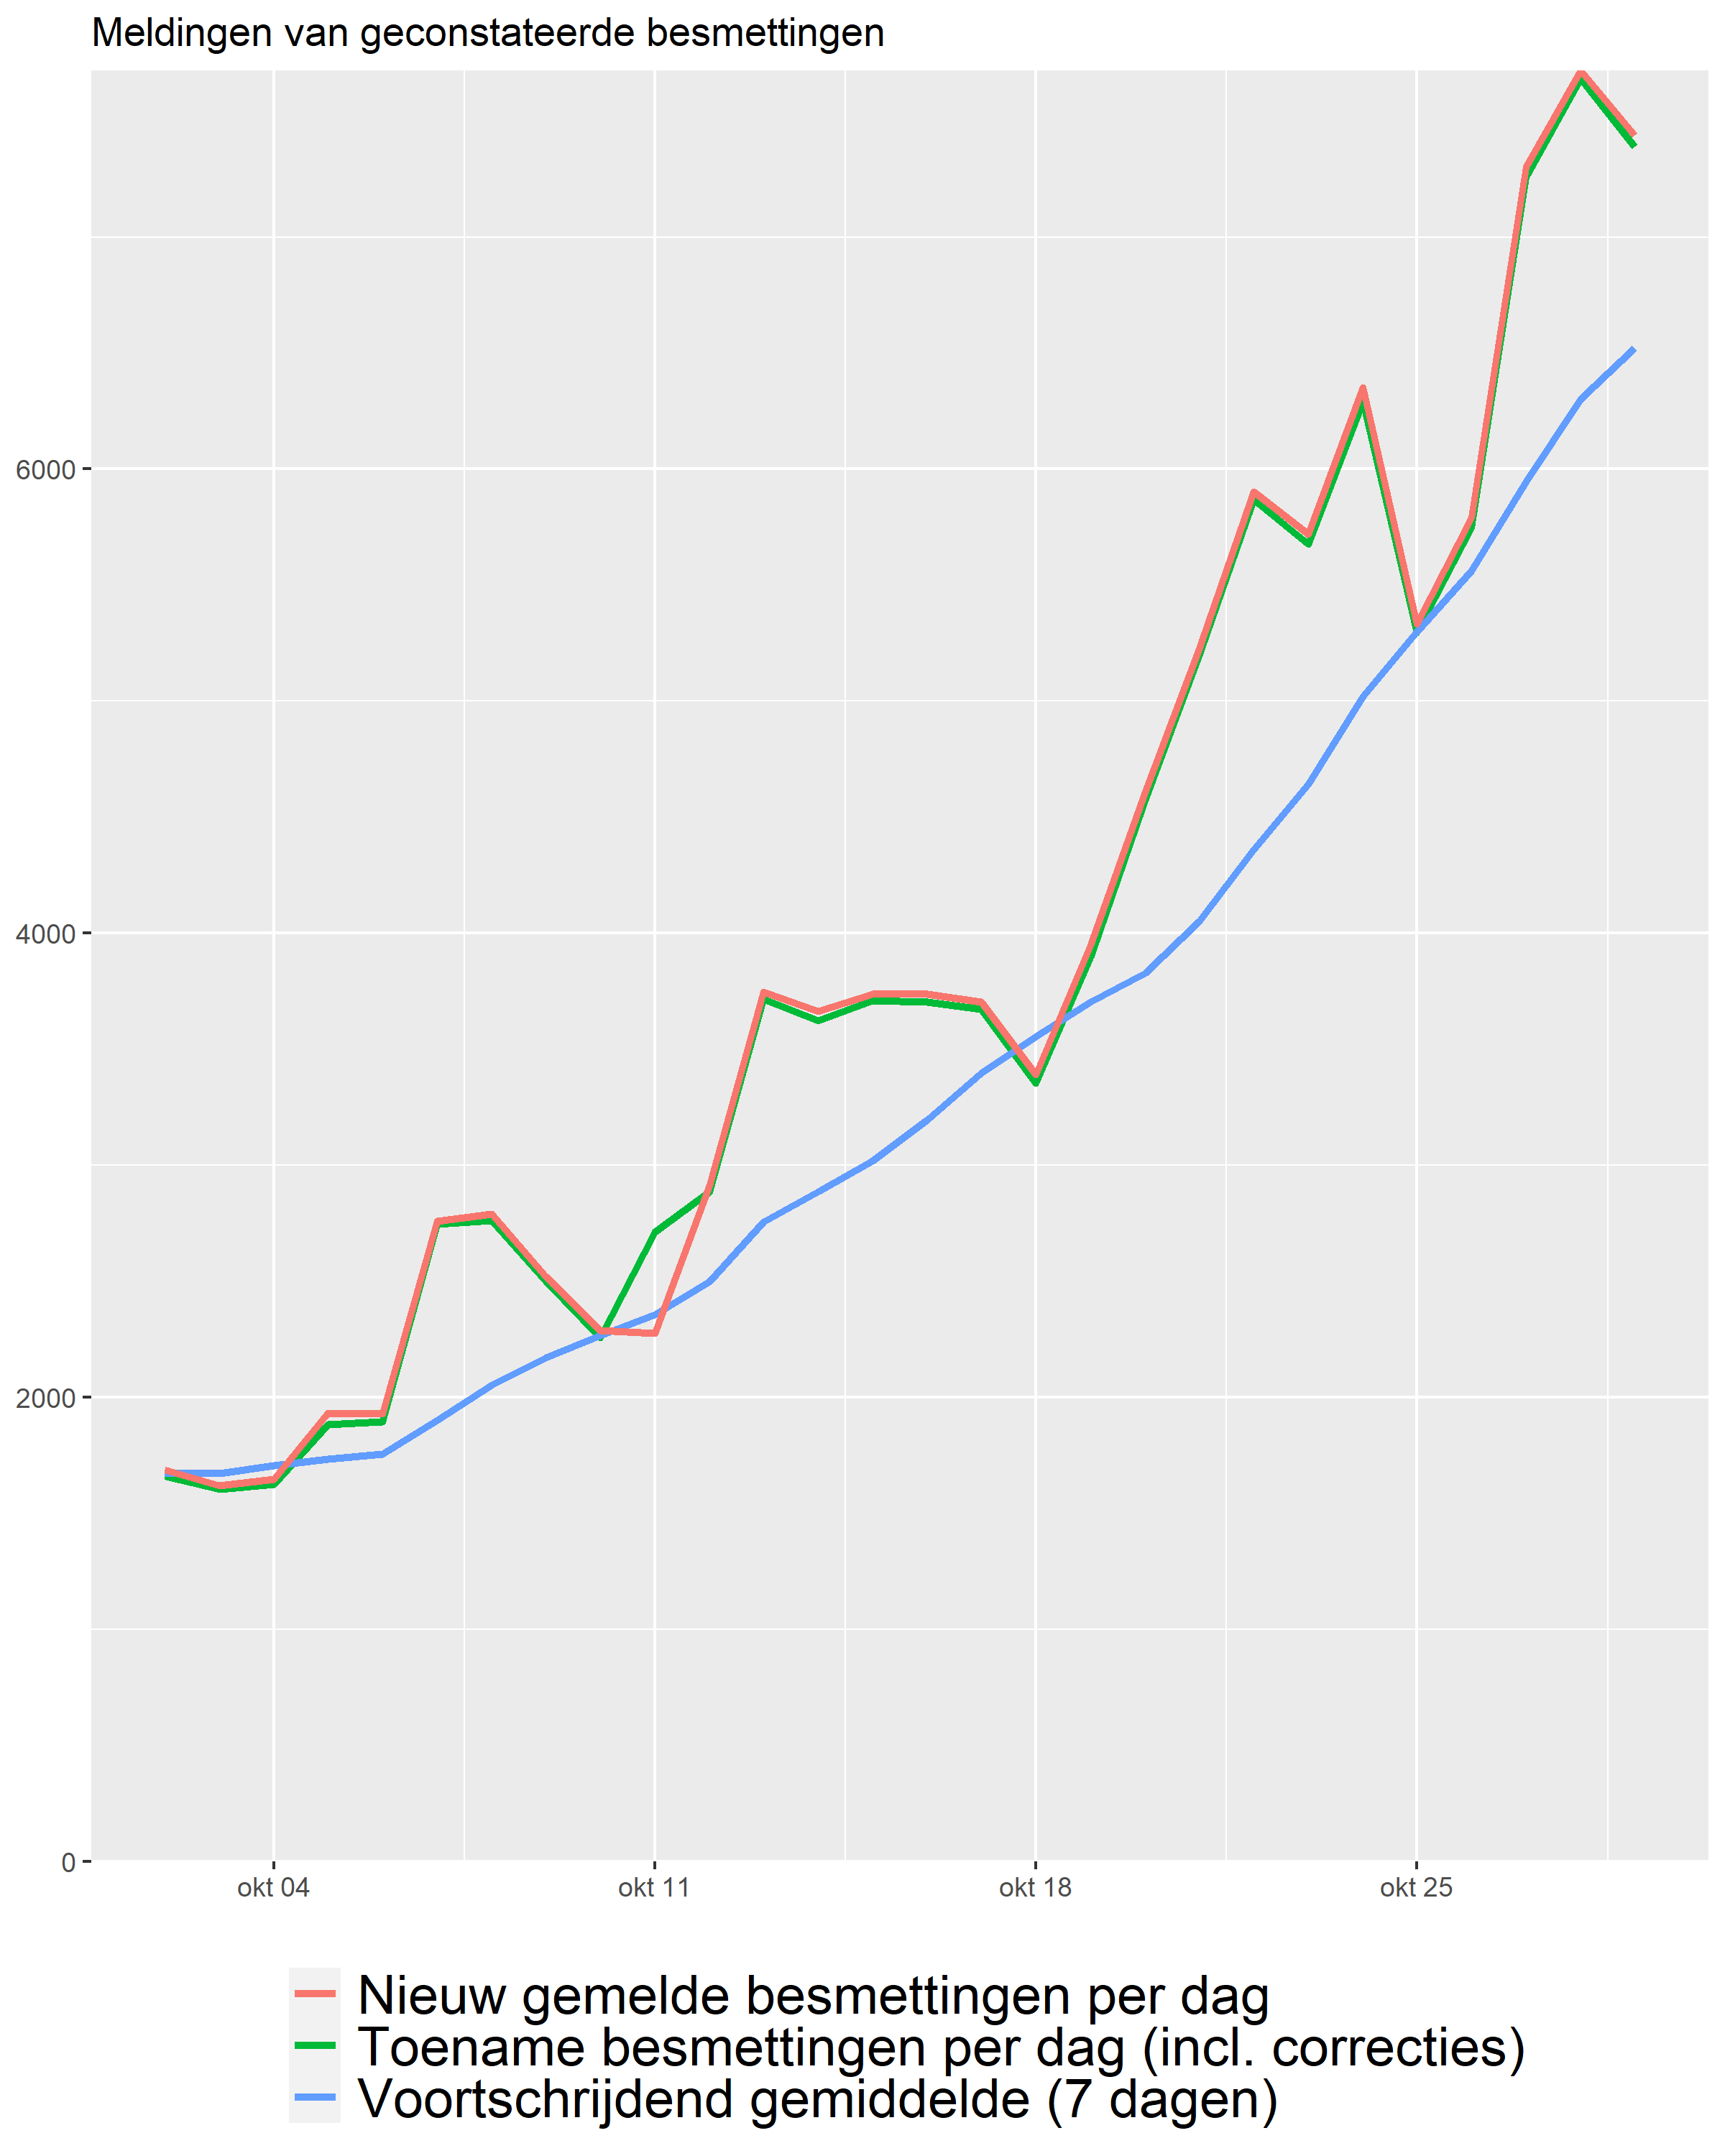 Meldingen van geconstateerde besmettingen
6000
4000
2000
0
okt 04 okt 11 okt 18 okt 25
Nieuw gemelde besmettingen per dag
Toename besmettingen per dag (incl. correcties)
Voortschrijdend gemiddelde (7 dagen)